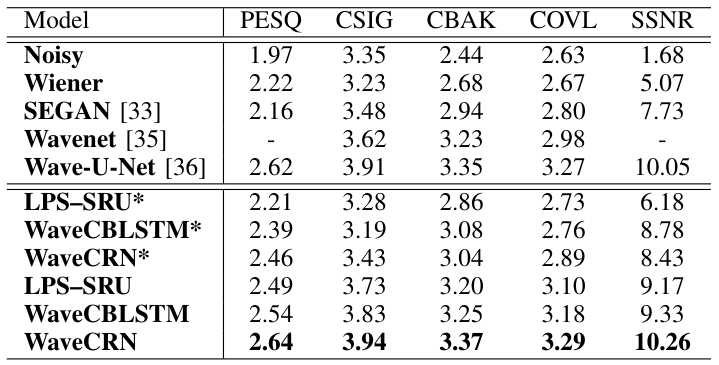 Model PESQ CSIG CBAK COVL SSNR
Noisy 1.97 3.35 2.44 2.63 1.68
Wiener 2.22 3.23 2.68 2.67 5.07
SEGAN [33] 2.16 3.48 2.94 2.80 7.73
Wavenet [35] - 3.62 3.23 2.98 -
Wave-U-Net [36] 2.62 3.91 3.35 3.27 10.05
LPS–SRU* 2.21 3.28 2.86 2.73 6.18
WaveCBLSTM* 2.39 3.19 3.08 2.76 8.78
WaveCRN* 2.46 3.43 3.04 2.89 8.43
LPS–SRU 2.49 3.73 3.20 3.10 9.17
WaveCBLSTM 2.54 3.83 3.25 3.18 9.33
WaveCRN 2.64 3.94 3.37 3.29 10.26